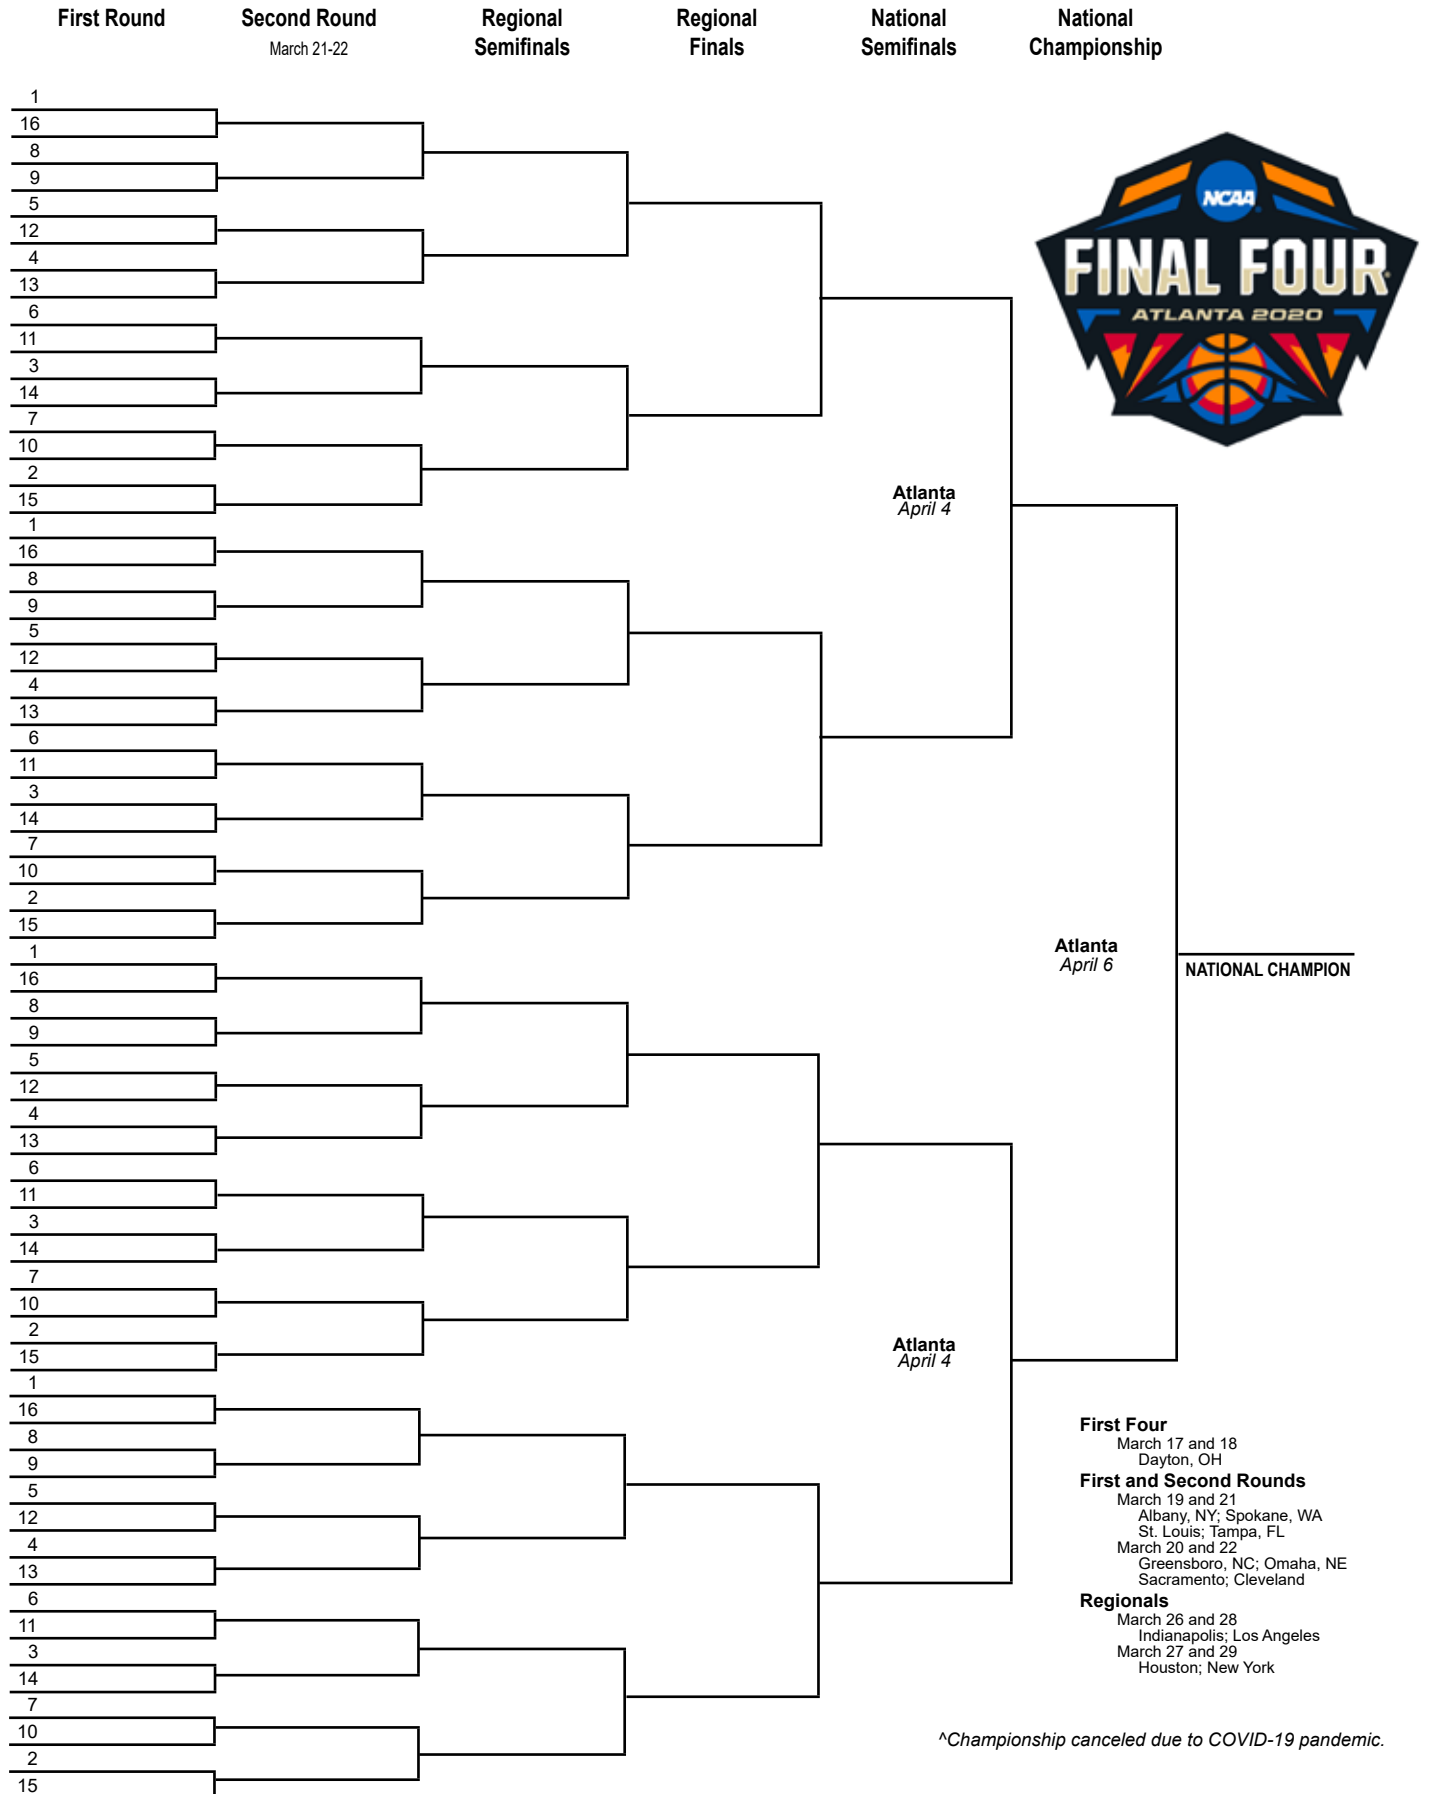 First Round
Second Round
March 21-22
Regional
Semifinals
Regional
Finals
National
Semifinals
National
Championship
1
16
8
9
5
12
4
13
6
11
3
14
7
10
2
15
1
16
8
9
5
12
4
13
6
11
3
14
7
10
2
15
1
16
8
9
5
12
4
13
6
11
3
14
7
10
2
15
1
16
8
9
5
12
4
13
6
11
3
14
7
10
2
15
NCAA
FINAL FOUR
ATLANTA 2020
Atlanta
April 4
Atlanta
April 6
NATIONAL CHAMPION
Atlanta
April 4
First Four
March 17 and 18
Dayton, OH
First and Second Rounds
March 19 and 21
Albany, NY; Spokane, WA
St. Louis; Tampa, FL
March 20 and 22
Greensboro, NC; Omaha, NE
Sacramento; Cleveland
Regionals
March 26 and 28
Indianapolis; Los Angeles
March 27 and 29
Houston; New York
^Championship canceled due to COVID-19 pandemic.